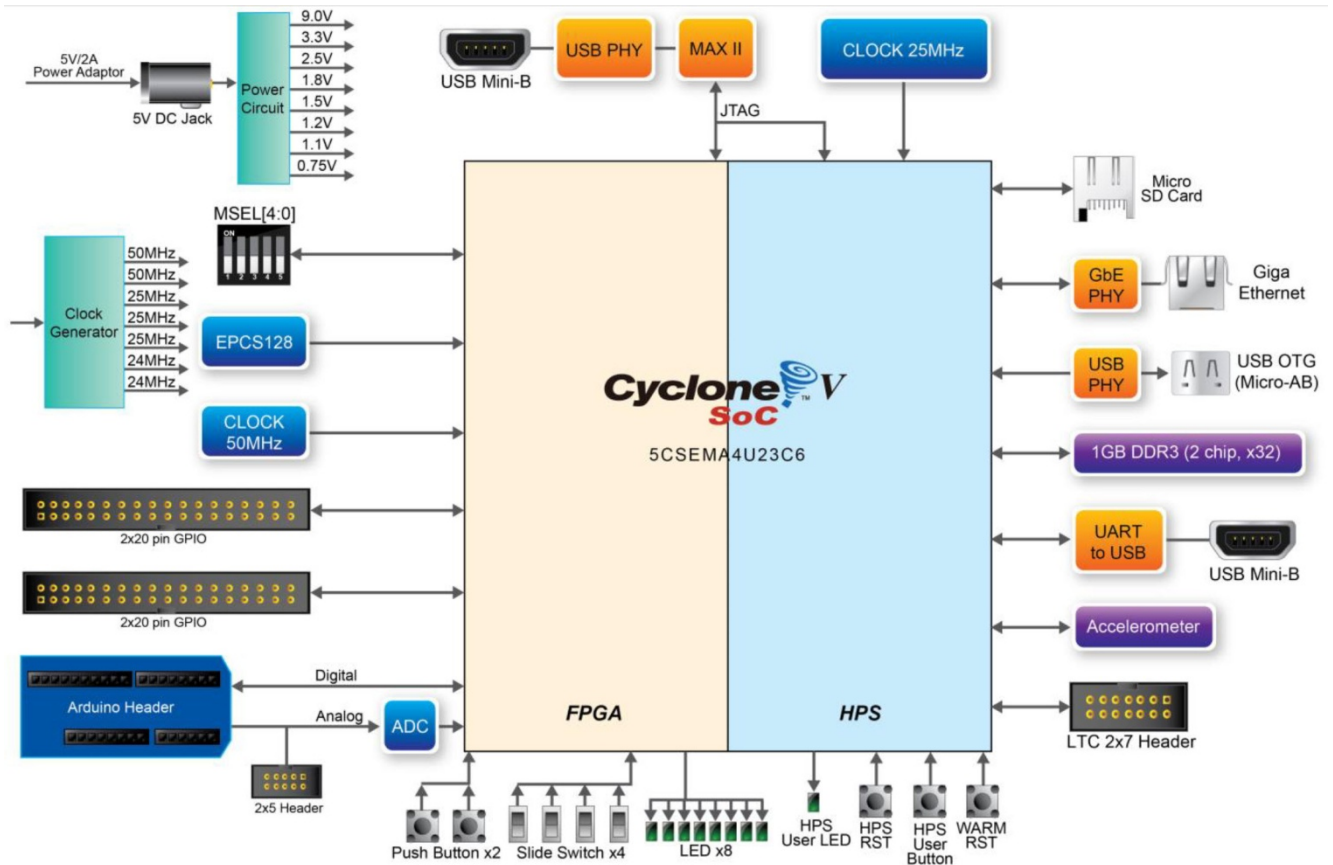 5V/2A
Power Adaptor
5V DC Jack
Power
Circuit
9.0V
3.3V
2.5V
1.8V
1.5V
1.2V
1.1V
0.75V
USB Mini-B
USB PHY
MAX II
CLOCK 25MHz
JTAG
MSEL[4:0]
ON
1 2 3 4 5
Clock
Generator
50MHz
50MHz
25MHz
25MHz
25MHz
24MHz
24MHz
EPCS128
CLOCK
50MHz
2x20 pin GPIO
2x20 pin GPIO
Arduino Header
Digital
Analog
ADC
2x5 Header
Cyclone V
SoC
TM
5CSEMA4U23C6
FPGA
HPS
Micro
SD Card
GbE
PHY
Giga
Ethernet
USB
PHY
USB OTG
(Micro-AB)
1GB DDR3 (2 chip, x32)
UART
to USB
USB Mini-B
Accelerometer
LTC 2x7 Header
Push Button x2
Slide Switch x4
LED x8
HPS
User LED
HPS
RST
HPS
User
Button
WARM
RST